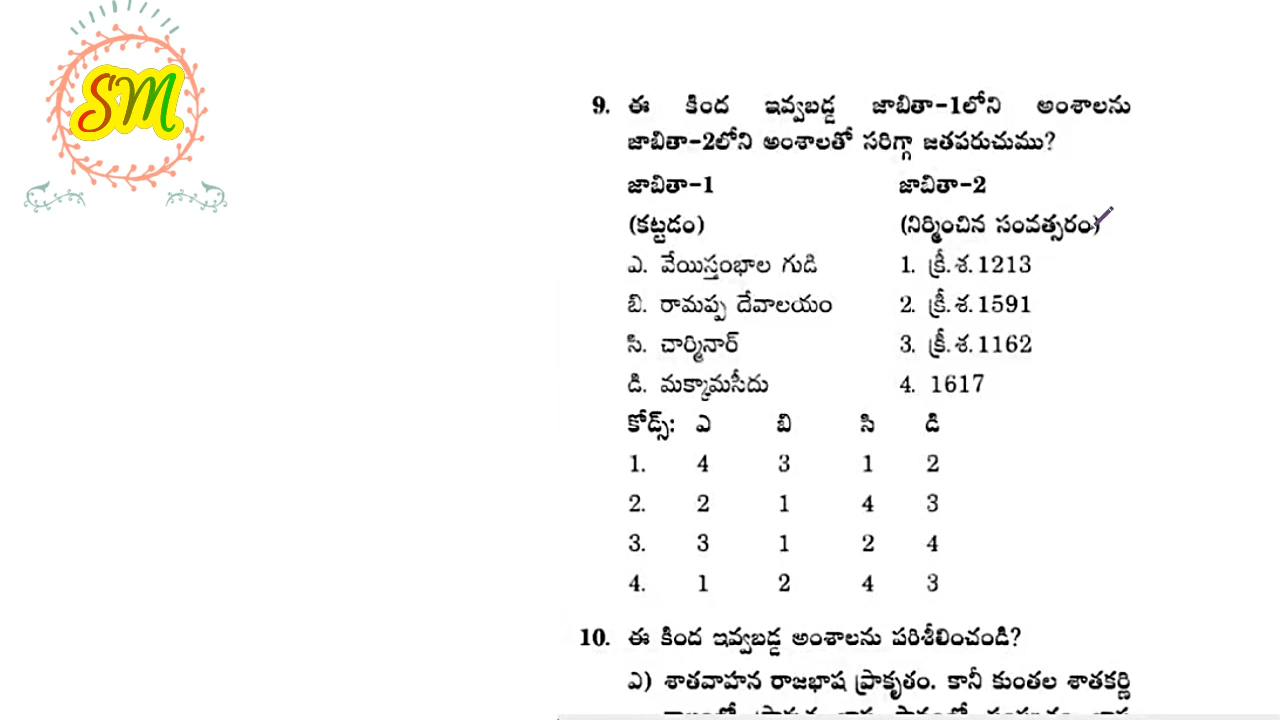 SM
9. ఈ కింద ఇవ్వబడ్డ జాబితా-1లోని అంశాలను
జాబితా-2లోని అంశాలతో సరిగ్గా జతపరుచుము?
జాబితా-1 జాబితా-2
(కట్టడం) (నిర్మించిన సంవత్సరం)
ఎ. వేయిస్తంభాల గుడి 1. క్రీ.శ.1213
బి. రామప్ప దేవాలయం 2. క్రీ.శ.1591
సి. చార్మినార్ 3. క్రీ.శ.1162
డి. మక్కామసీదు 4. 1617
కోడ్స్: ఎ బి సి డి
1. 4 3 1 2
2. 2 1 4 3
3. 3 1 2 4
4. 1 2 4 3
10. ఈ కింద ఇవ్వబడ్డ అంశాలను పరిశీలించండి?
ఎ) శాతవాహన రాజభాష ప్రాకృతం. కానీ కుంతల శాతకర్ణి